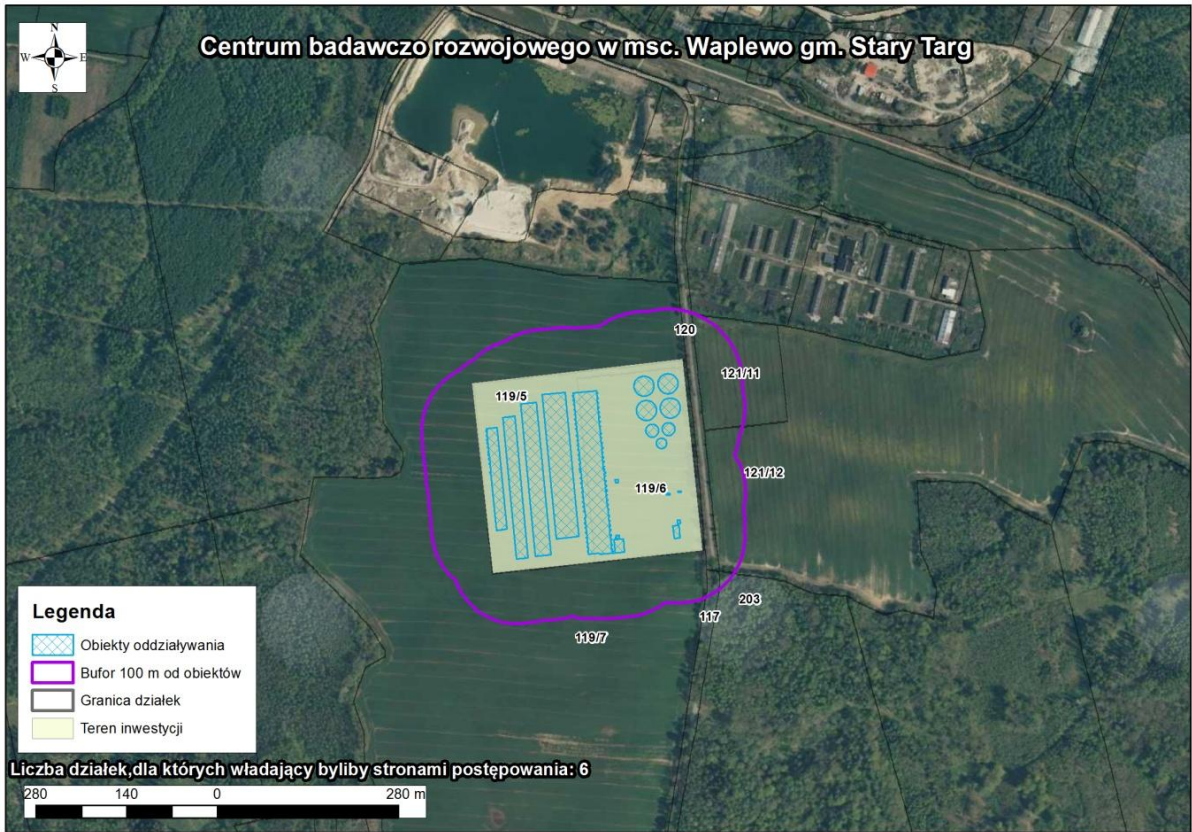 N
W E
S
Centrum badawczo rozwojowego w msc. Waplewo gm. Stary Targ
120
121/11
119/5
121/12
119/6
203
117
119/7
Legenda
Obiekty oddziaływania
Bufor 100 m od obiektów
Granica działek
Teren inwestycji
Liczba działek,dla których władający byliby stronami postępowania: 6
280 140 0 280 m